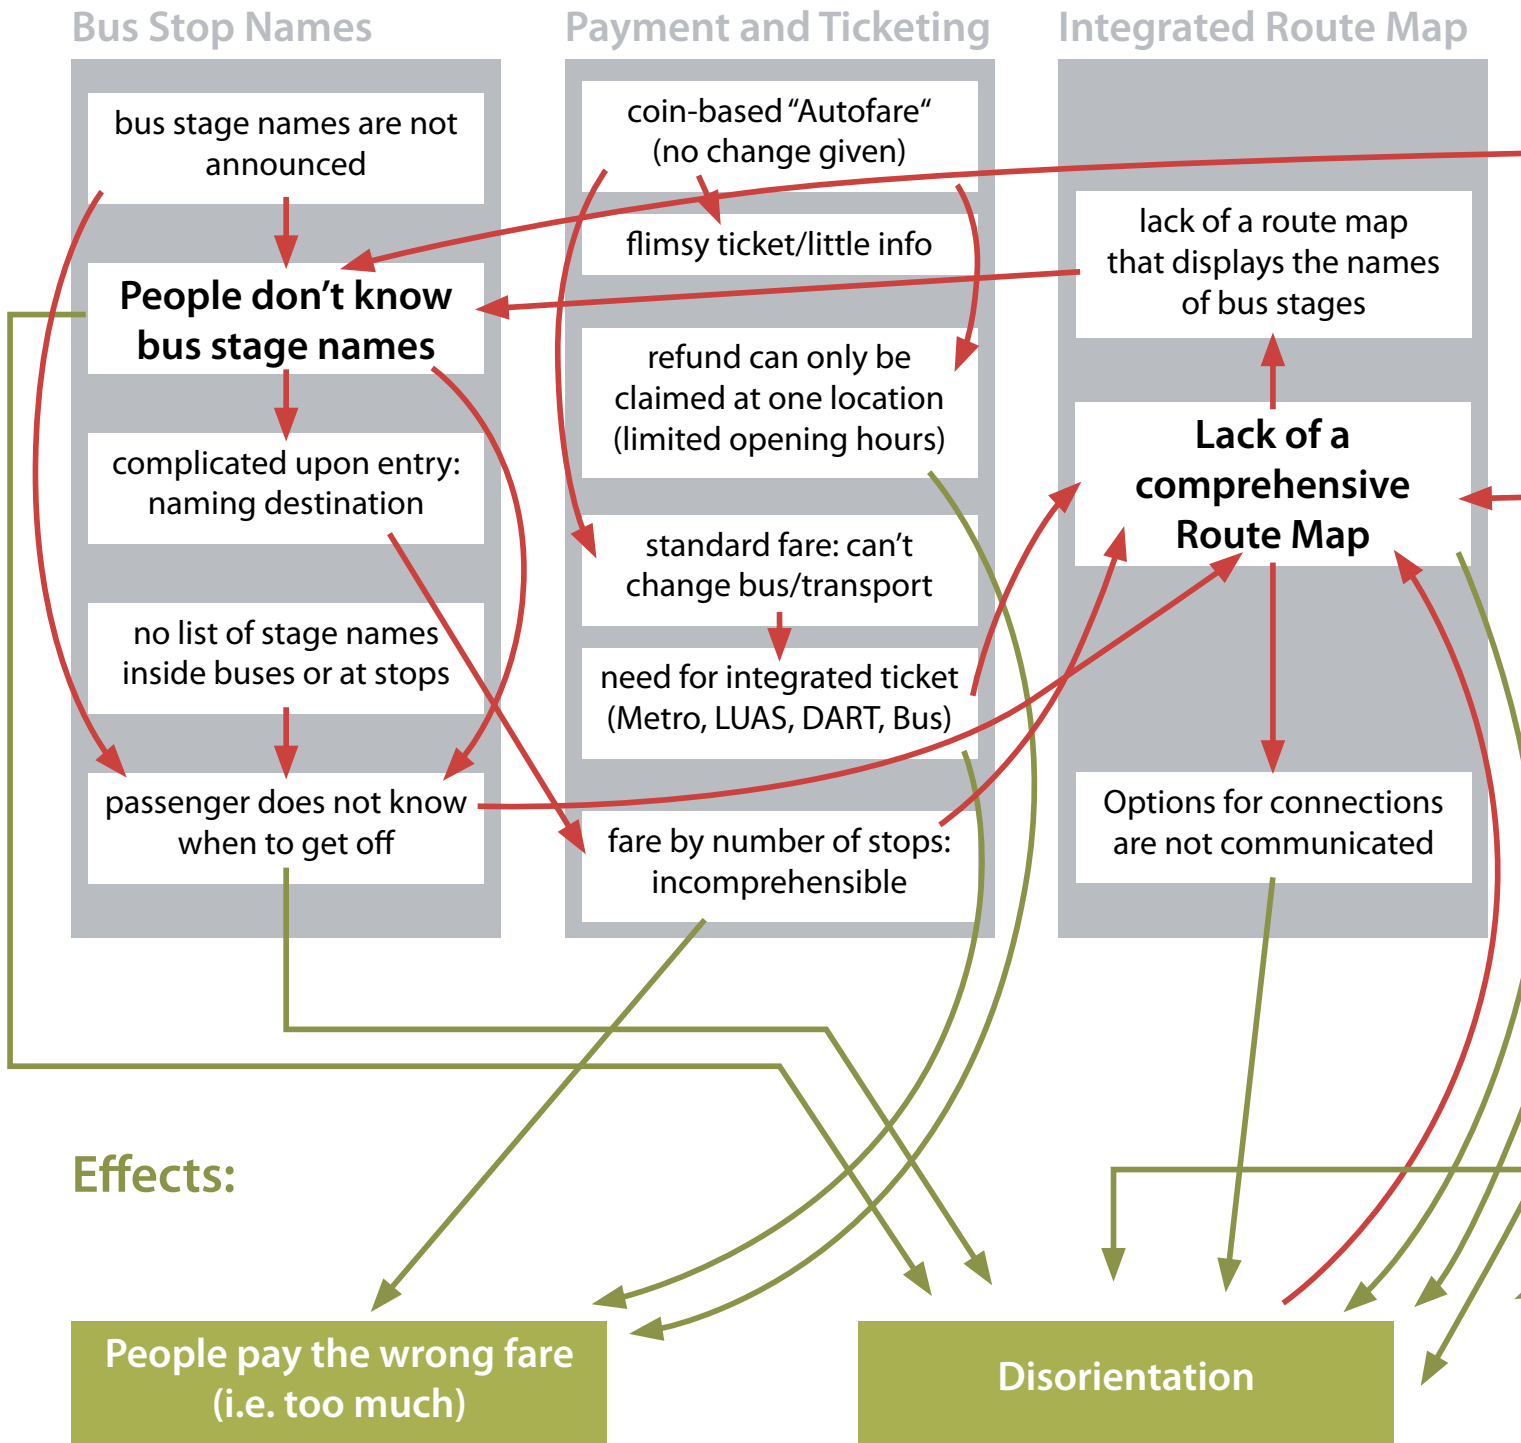 Bus Stop Names
bus stage names are not
announced
People don't know
bus stage names
complicated upon entry:
naming destination
no list of stage names
inside buses or at stops
passenger does not know
when to get off
Payment and Ticketing
coin-based “Autofare“
(no change given)
flimsy ticket/little info
refund can only be
claimed at one location
(limited opening hours)
standard fare: can't
change bus/transport
need for integrated ticket
(Metro, LUAS, DART, Bus)
fare by number of stops:
incomprehensible
Integrated Route Map
lack of a route map
that displays the names
of bus stages
Lack of a
comprehensive
Route Map
Options for connections
are not communicated
Effects:
People pay the wrong fare
(i.e. too much)
Disorientation